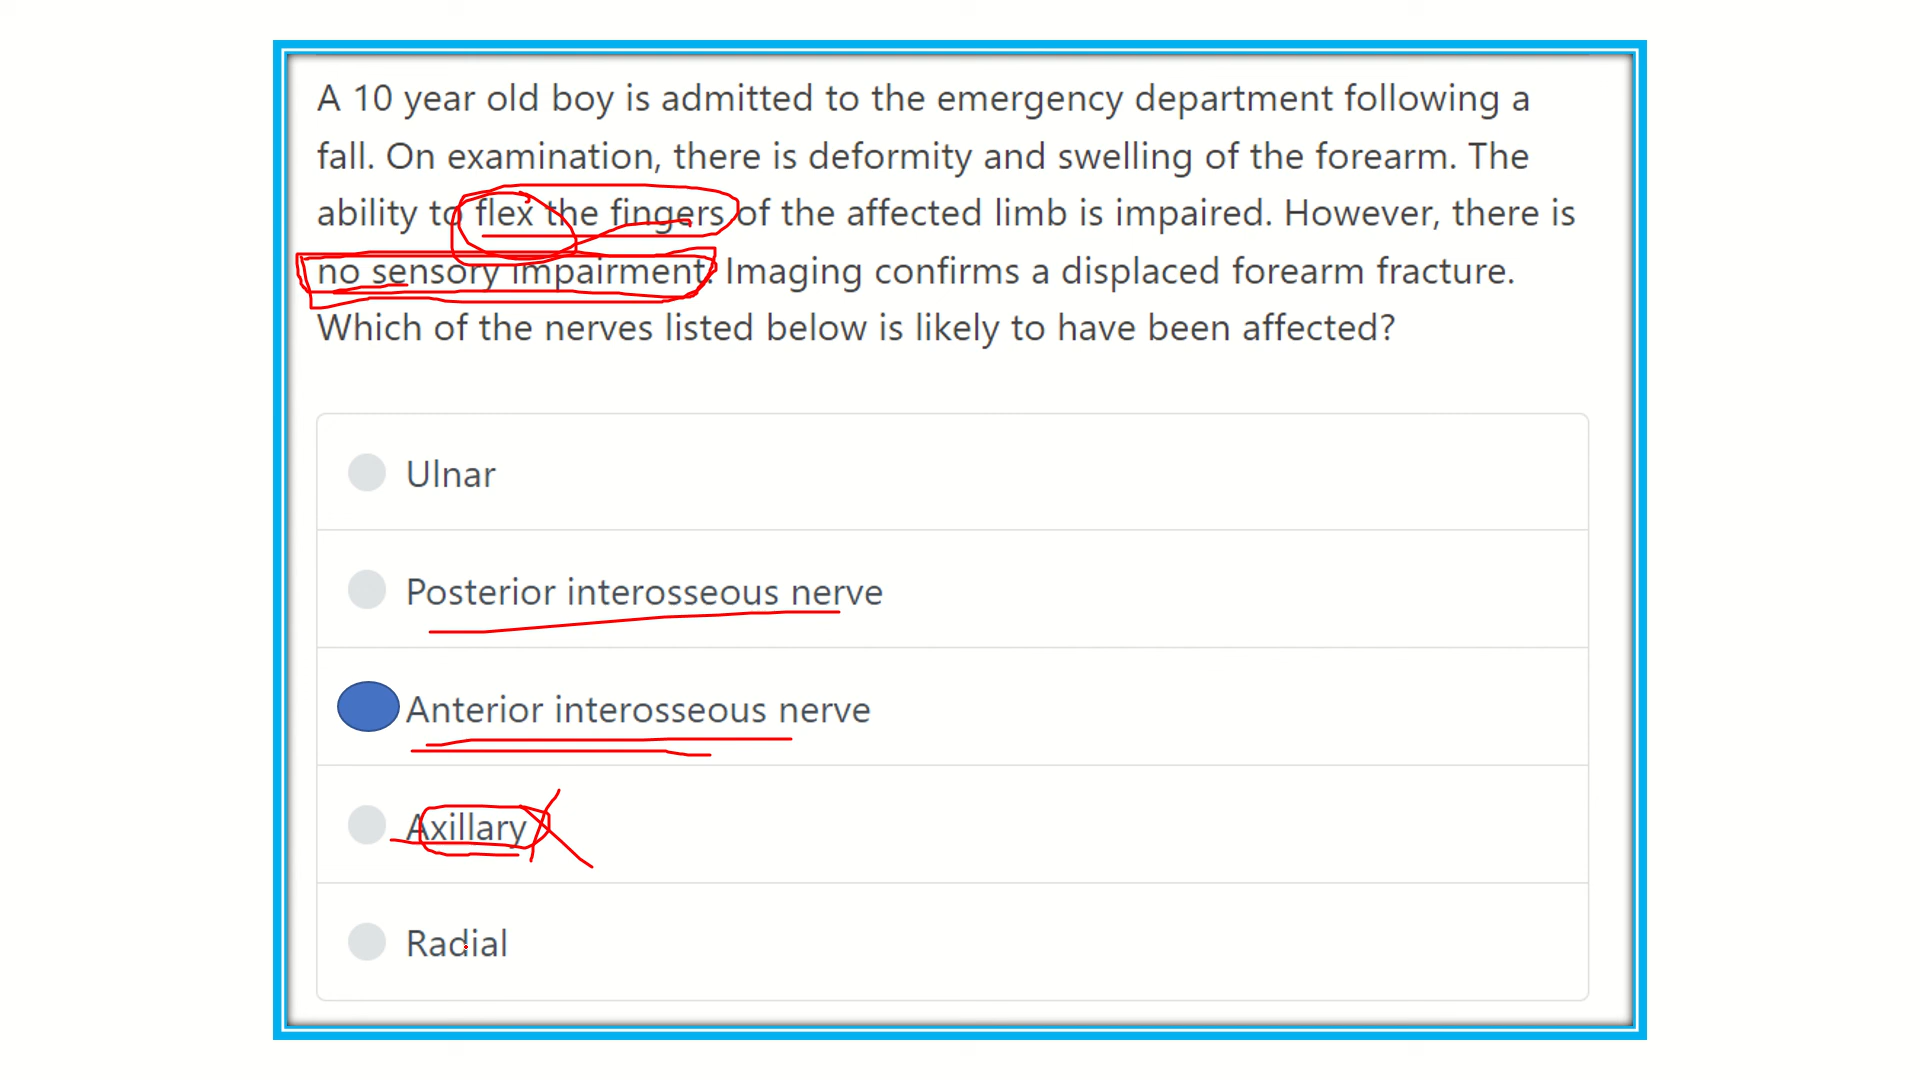 A 10 year old boy is admitted to the emergency department following a
fall. On examination, there is deformity and swelling of the forearm. The
ability to flex the fingers of the affected limb is impaired. However, there is
no sensory impairment. Imaging confirms a displaced forearm fracture.
Which of the nerves listed below is likely to have been affected?
Ulnar
Posterior interosseous nerve
Anterior interosseous nerve
Axillary
Radial